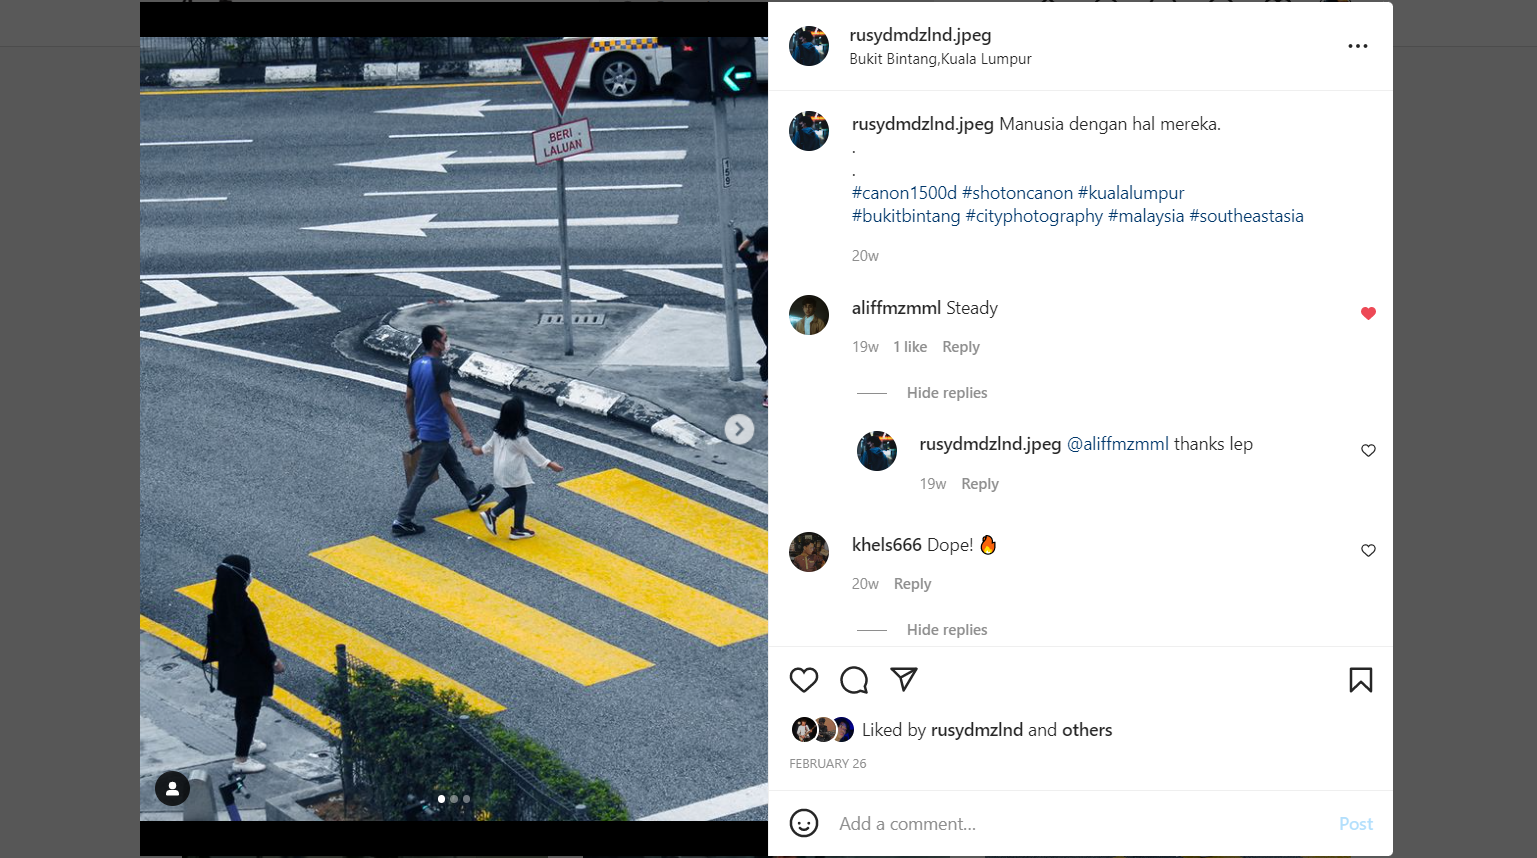 BERI
LALUAN
159
rusydmdzlnd.jpeg
Bukit Bintang,Kuala Lumpur
rusydmdzlnd.jpeg Manusia dengan hal mereka.
.
.
#canon1500d #shotoncanon #kualalumpur
#bukitbintang #cityphotography #malaysia #southeastasia
20w
aliffmzmml Steady
19w 1 like Reply
Hide replies
rusydmdzlnd.jpeg @aliffmzmml thanks lep
19w Reply
khels666 Dope! 🔥
20w Reply
Hide replies
Liked by rusydmzlnd and others
FEBRUARY 26
Add a comment...
Post